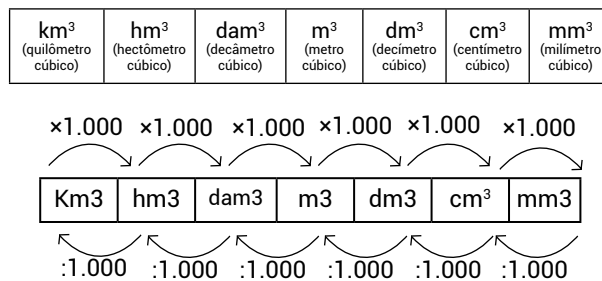 km³ hm³ dam³ m³ dm³ cm³ mm³
(quilômetro (hectômetro (decâmetro (metro (decímetro (centímetro (milímetro
cúbico) cúbico) cúbico) cúbico) cúbico) cúbico) cúbico)
×1.000 ×1.000 ×1.000 ×1.000 ×1.000 ×1.000
Km3 hm3 dam3 m3 dm3 cm³ mm3
:1.000 :1.000 :1.000 :1.000 :1.000 :1.000